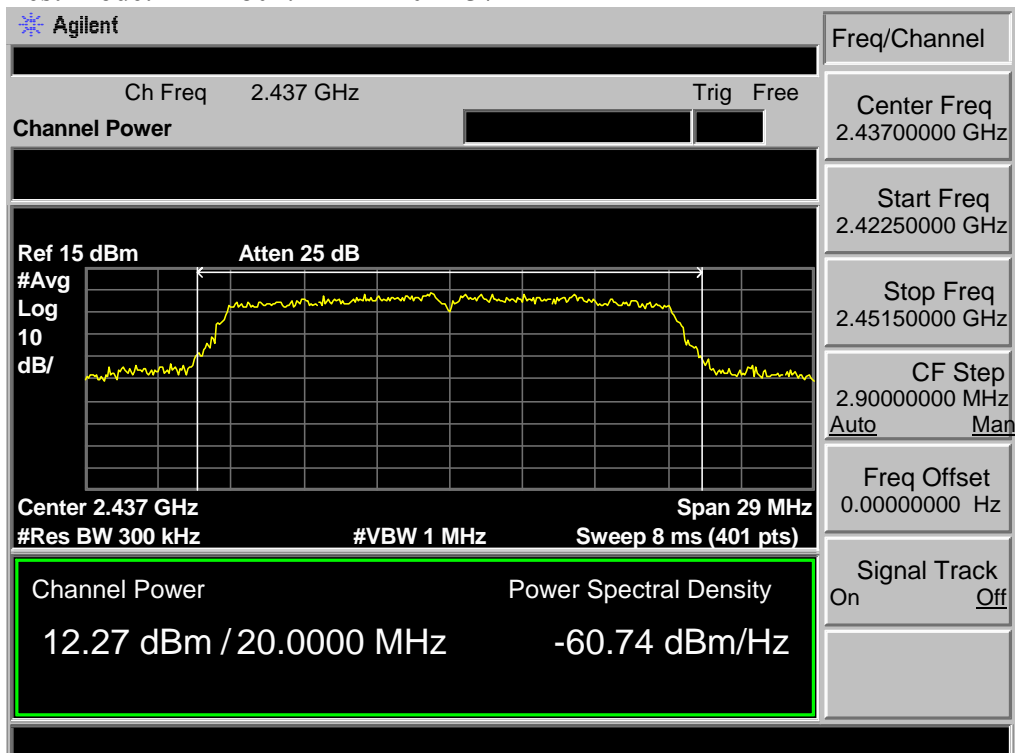 Agilent
Freq/Channel
Ch Freq 2.437 GHz Trig Free
Channel Power
Center Freq
2.43700000 GHz
Start Freq
2.42250000 GHz
Ref 15 dBm Atten 25 dB
#Avg
Log
10
dB/
Stop Freq
2.45150000 GHz
CF Step
2.90000000 MHz
Auto Man
Freq Offset
0.00000000 Hz
Center 2.437 GHz Span 29 MHz
#Res BW 300 kHz #VBW 1 MHz Sweep 8 ms (401 pts)
Signal Track
On Off
Channel Power Power Spectral Density
12.27 dBm / 20.0000 MHz -60.74 dBm/Hz